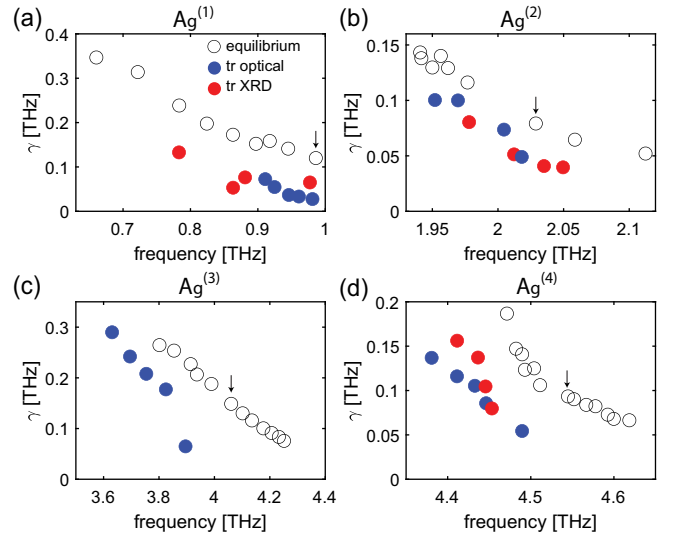 (a) Ag(1)
0.4
0.3
0.2
0.1
0
γ [THz]
equilibrium
tr optical
tr XRD
0.7 0.8 0.9 1
frequency [THz]
(b) Ag(2)
0.15
0.1
0.05
0
γ [THz]
1.95 2 2.05 2.1
frequency [THz]
(c) Ag(3)
0.3
0.2
0.1
0
γ [THz]
3.6 3.8 4 4.2 4.4
frequency [THz]
(d) Ag(4)
0.2
0.15
0.1
0.05
0
γ [THz]
4.4 4.5 4.6
frequency [THz]